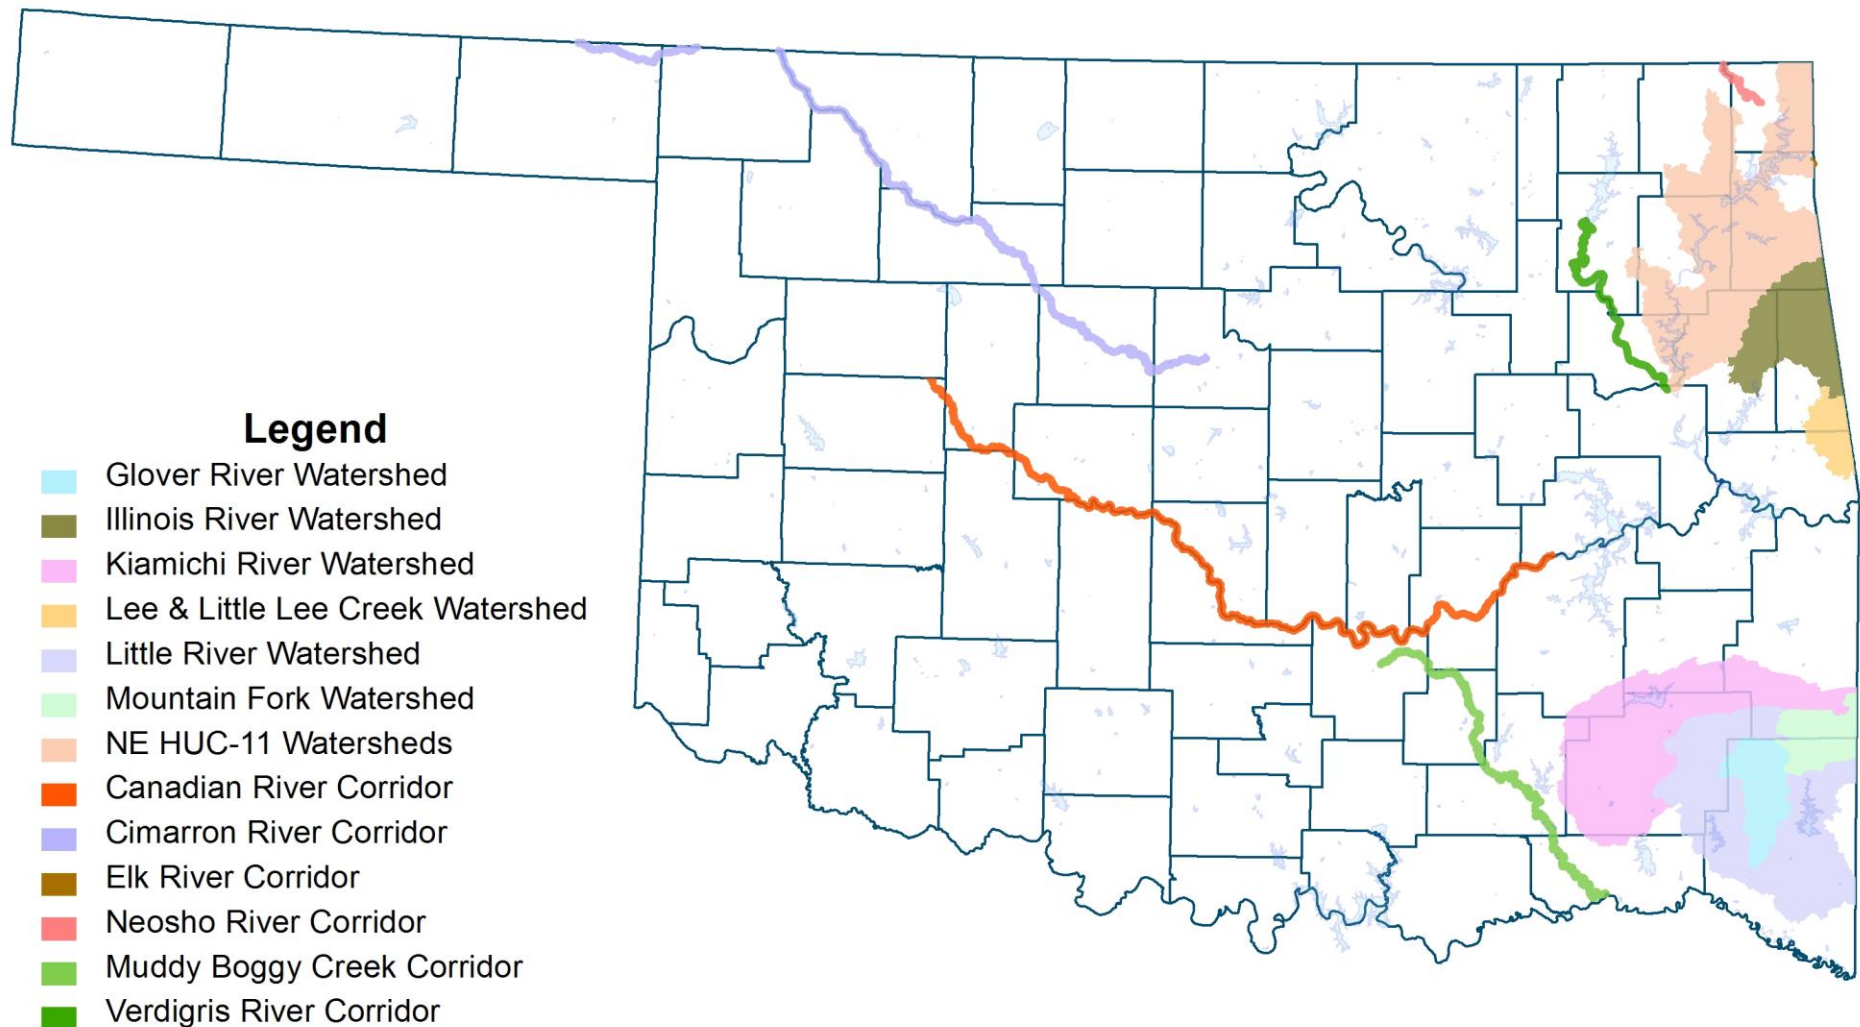 Legend
Glover River Watershed
Illinois River Watershed
Kiamichi River Watershed
Lee & Little Lee Creek Watershed
Little River Watershed
Mountain Fork Watershed
NE HUC-11 Watersheds
Canadian River Corridor
Cimarron River Corridor
Elk River Corridor
Neosho River Corridor
Muddy Boggy Creek Corridor
Verdigris River Corridor